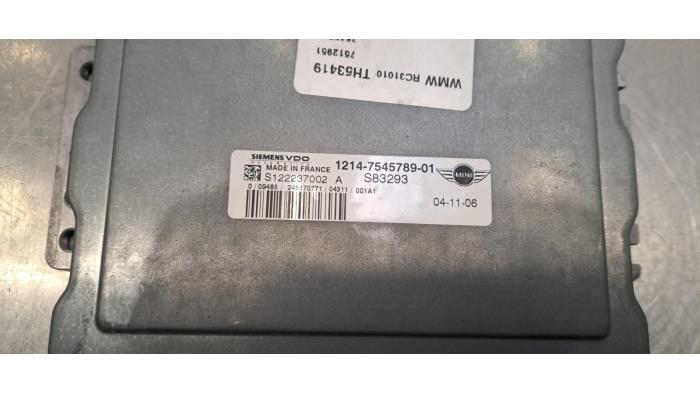 7512951
WMW RC31010 TH53419
SIEMENS VDO
MADE IN FRANCE 1214-7545789-01
S122237002 A S83293
MINI
0 / 09485 / 245170771 / 04311 / 001A1
04-11-06